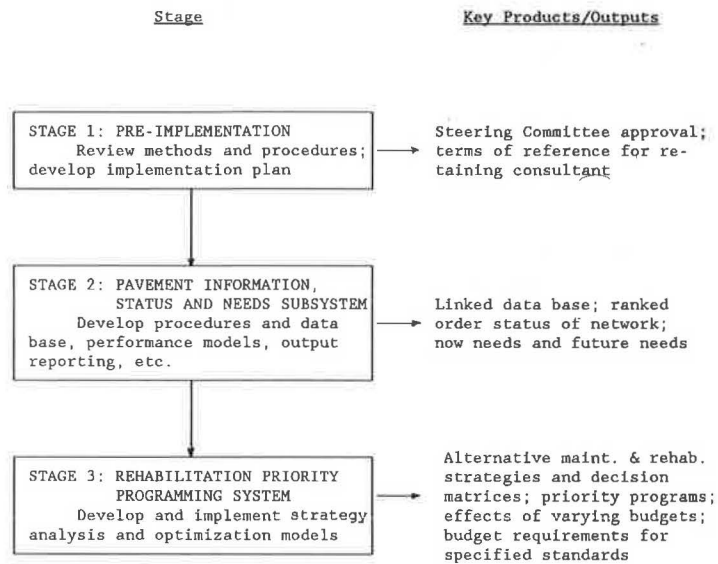 Stage
Key Products/Outputs
STAGE 1: PRE-IMPLEMENTATION
Review methods and procedures;
develop implementation plan
Steering Committee approval;
terms of reference for re-
taining consultant
STAGE 2: PAVEMENT INFORMATION,
STATUS AND NEEDS SUBSYSTEM
Develop procedures and data
base, performance models, output
reporting, etc.
Linked data base; ranked
order status of network;
now needs and future needs
STAGE 3: REHABILITATION PRIORITY
PROGRAMMING SYSTEM
Develop and implement strategy
analysis and optimization models
Alternative maint. & rehab.
strategies and decision
matrices; priority programs;
effects of varying budgets;
budget requirements for
specified standards